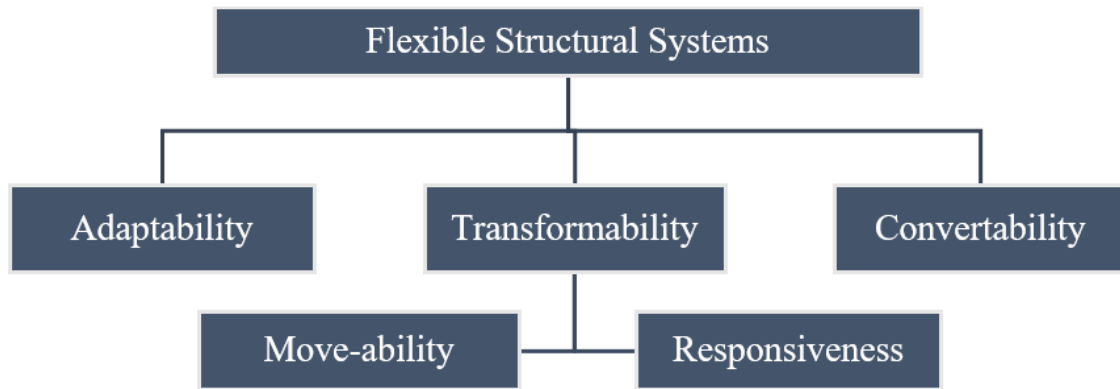 Flexible Structural Systems
Adaptability
Transformability
Convertability
Move-ability
Responsiveness